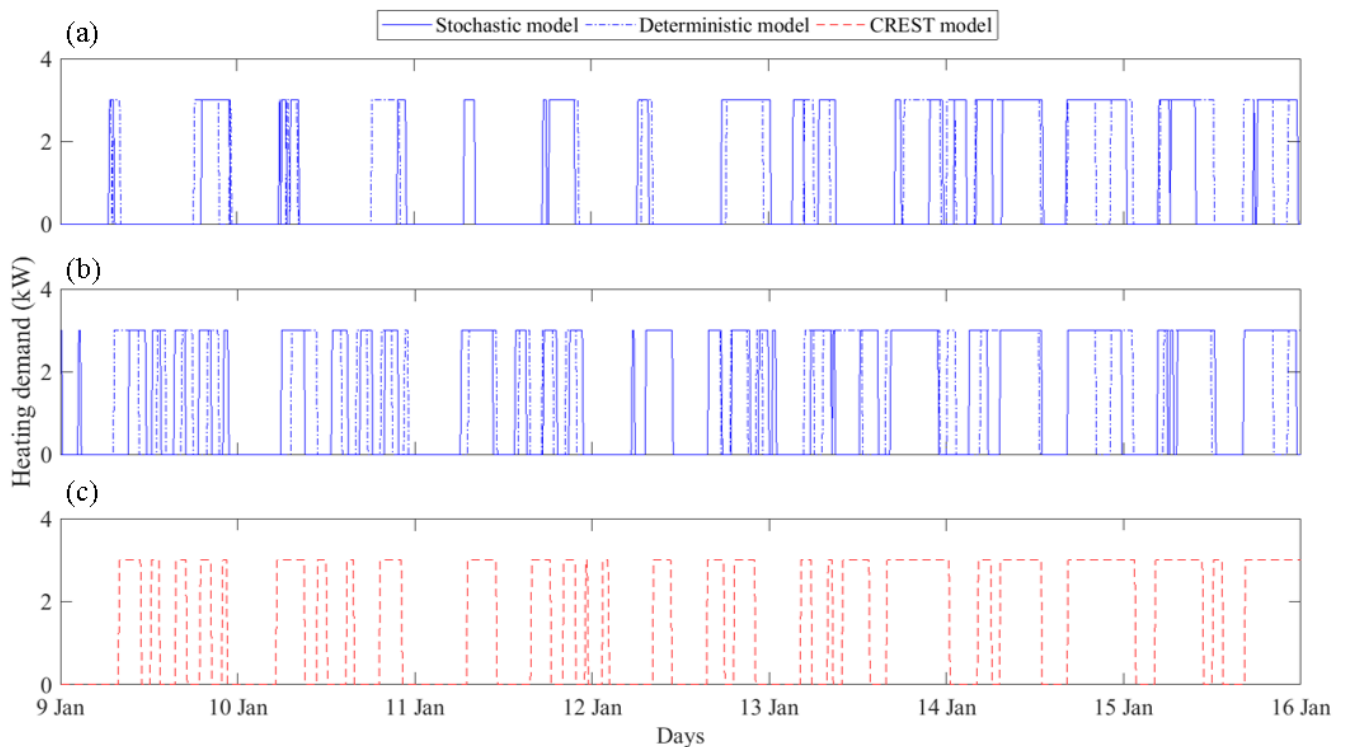 Stochastic model Deterministic model CREST model
(a)
4
2
0
(b)
4
2
0
Heating demand (kW)
(c)
4
2
0
9 Jan 10 Jan 11 Jan 12 Jan 13 Jan 14 Jan 15 Jan 16 Jan
Days